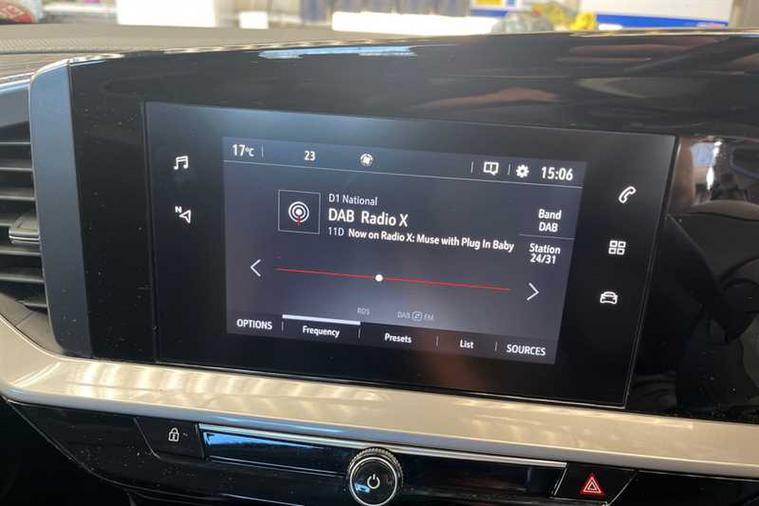 17°C
23
15:06
D1 National
DAB Radio X
11D Now on Radio X: Muse with Plug In Baby
Band
DAB
Station
24/31
N
RDS
DAB FM
OPTIONS
Frequency
Presets
List
SOURCES